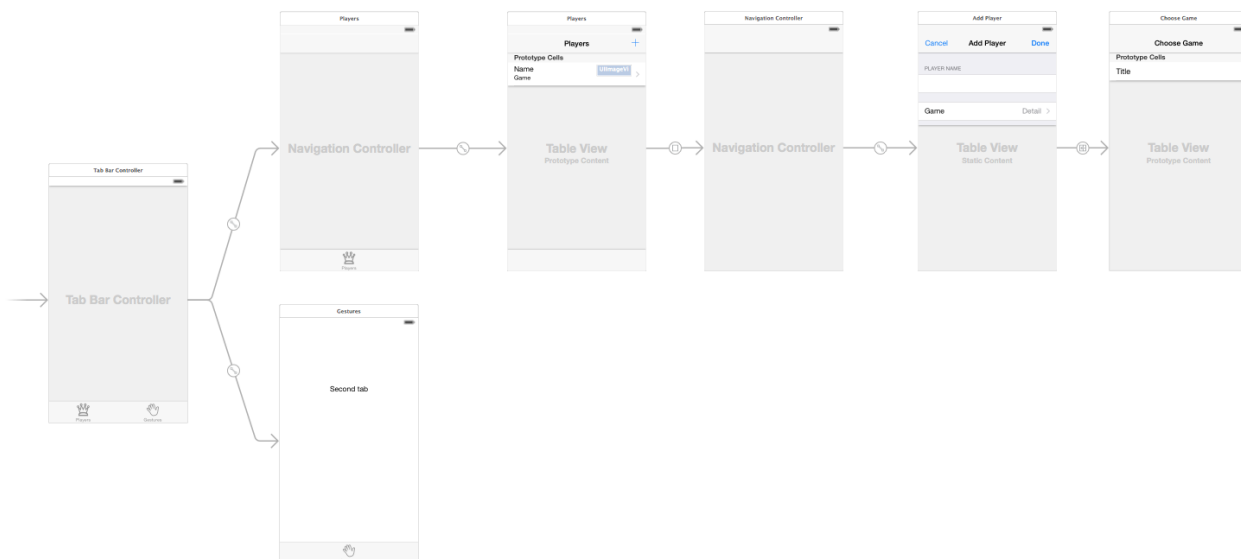 Tab Bar Controller
Tab Bar Controller
Players
Gestures
Players
Navigation Controller
Players
Players
Players
+
Prototype Cells
Name
Game
UIImageVi
Table View
Prototype Content
Navigation Controller
Navigation Controller
Add Player
Cancel
Add Player
Done
PLAYER NAME
Game
Detail
Table View
Static Content
Choose Game
Choose Game
Prototype Cells
Title
Table View
Prototype Content
Gestures
Second tab